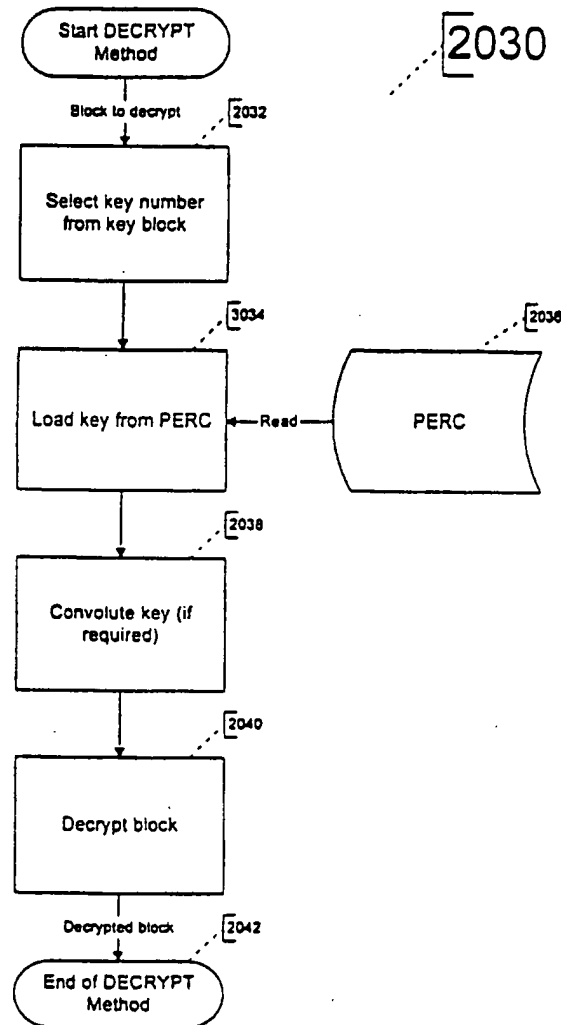 Start DECRYPT
Method
2030
Block to decrypt
2032
Select key number
from key block
3034
2036
Load key from PERC
Read
PERC
2038
Convolute key (if
required)
2040
Decrypt block
Decrypted block
2042
End of DECRYPT
Method